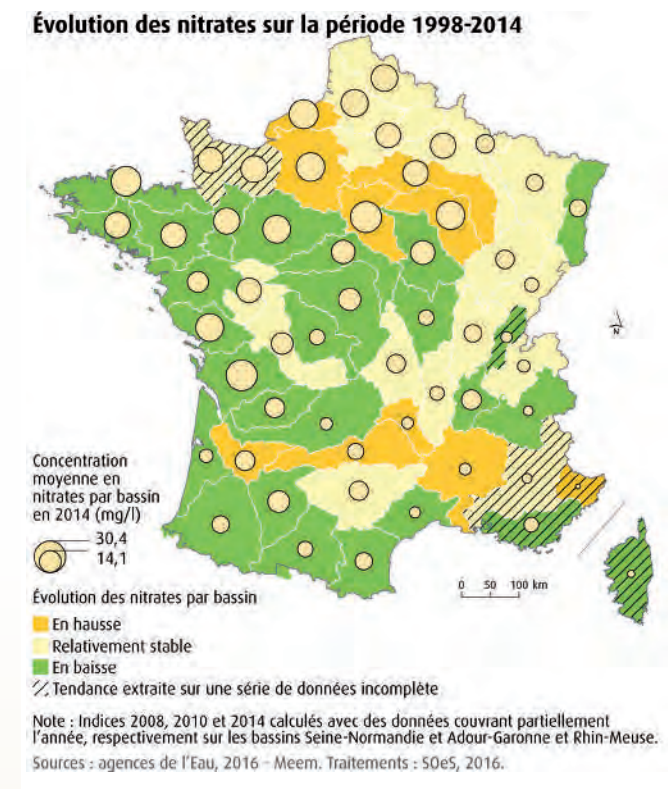 Évolution des nitrates sur la période 1998-2014
N
Concentration
moyenne en
nitrates par bassin
en 2014 (mg/l)
30,4
14,1
0 50 100 km
Évolution des nitrates par bassin
En hausse
Relativement stable
En baisse
Tendance extraite sur une série de données incomplète
Note : Indices 2008, 2010 et 2014 calculés avec des données couvrant partiellement
l'année, respectivement sur les bassins Seine-Normandie et Adour-Garonne et Rhin-Meuse.
Sources : agences de l'Eau, 2016 - Meem. Traitements : SOeS, 2016.